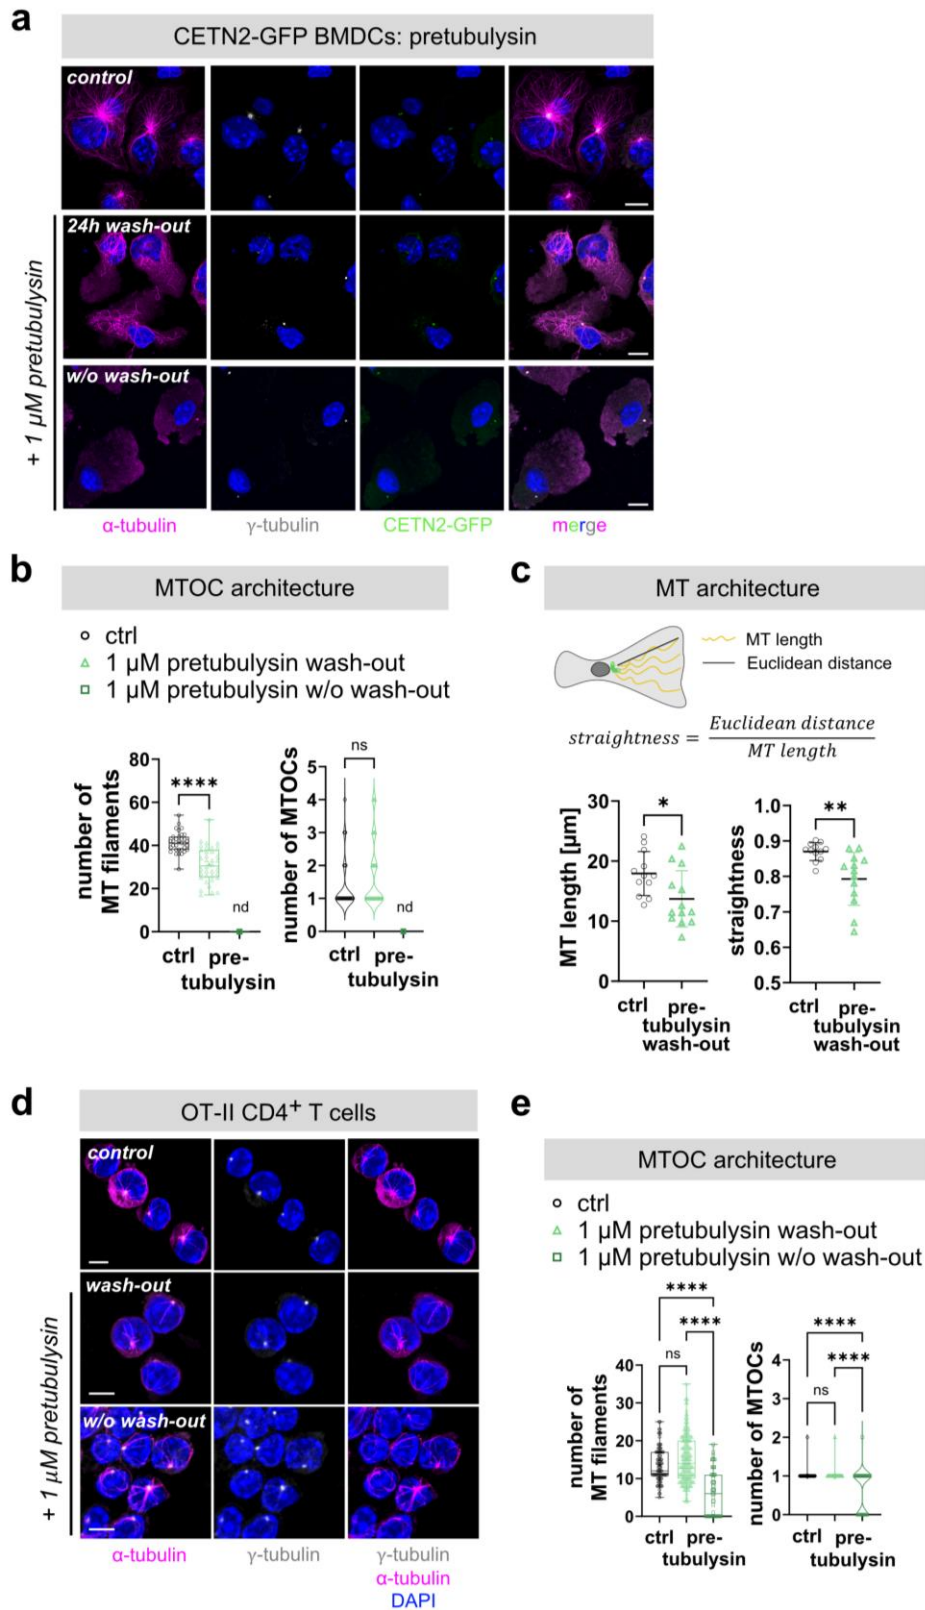 a
CETN2-GFP BMDCs: pretubulysin
control
24h wash-out
w/o wash-out
+ 1 µM pretubulysin
α-tubulin γ-tubulin CETN2-GFP merge
b
MTOC architecture
ctrl
1 µM pretubulysin wash-out
1 µM pretubulysin w/o wash-out
number of
MT filaments
60
40
20
0
****
nd
ctrl pre-
tubulysin
number of MTOCs
5
4
3
2
1
0
ns
nd
ctrl pre-
tubulysin
c
MT architecture
MT length
Euclidean distance
straightness = Euclidean distance
MT length
MT length [µm]
30
20
10
0
*
ctrl pre-
tubulysin
wash-out
straightness
1.0
0.9
0.8
0.7
0.6
0.5
**
ctrl pre-
tubulysin
wash-out
d
OT-II CD4+ T cells
control
wash-out
w/o wash-out
+ 1 µM pretubulysin
α-tubulin γ-tubulin γ-tubulin
α-tubulin
DAPI
e
MTOC architecture
ctrl
1 µM pretubulysin wash-out
1 µM pretubulysin w/o wash-out
number of
MT filaments
40
30
20
10
0
****
****
ns
ctrl pre-
tubulysin
number of MTOCs
3
2
1
0
****
****
ns
ctrl pre-
tubulysin